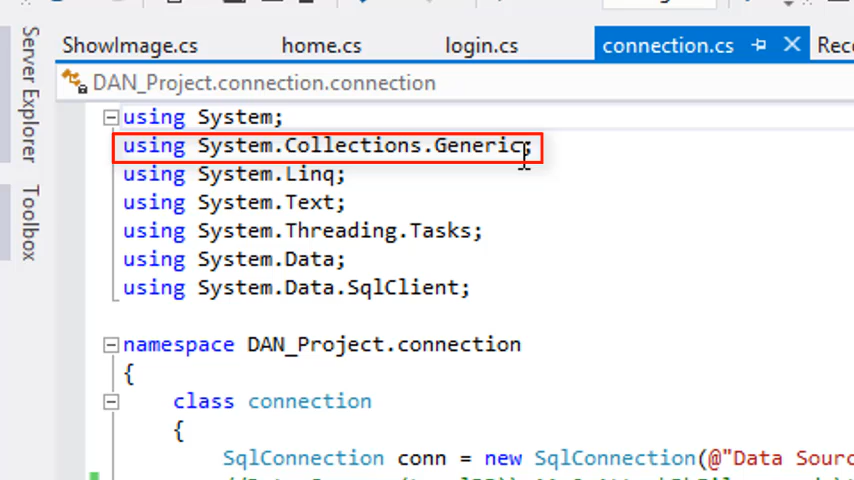 ShowImage.cs home.cs login.cs connection.cs Rec
Server Explorer
Toolbox
DAN_Project.connection.connection
using System;
using System.Collections.Generic;
using System.Linq;
using System.Text;
using System.Threading.Tasks;
using System.Data;
using System.Data.SqlClient;
namespace DAN_Project.connection
{
class connection
{
SqlConnection conn = new SqlConnection(@"Data Sourc